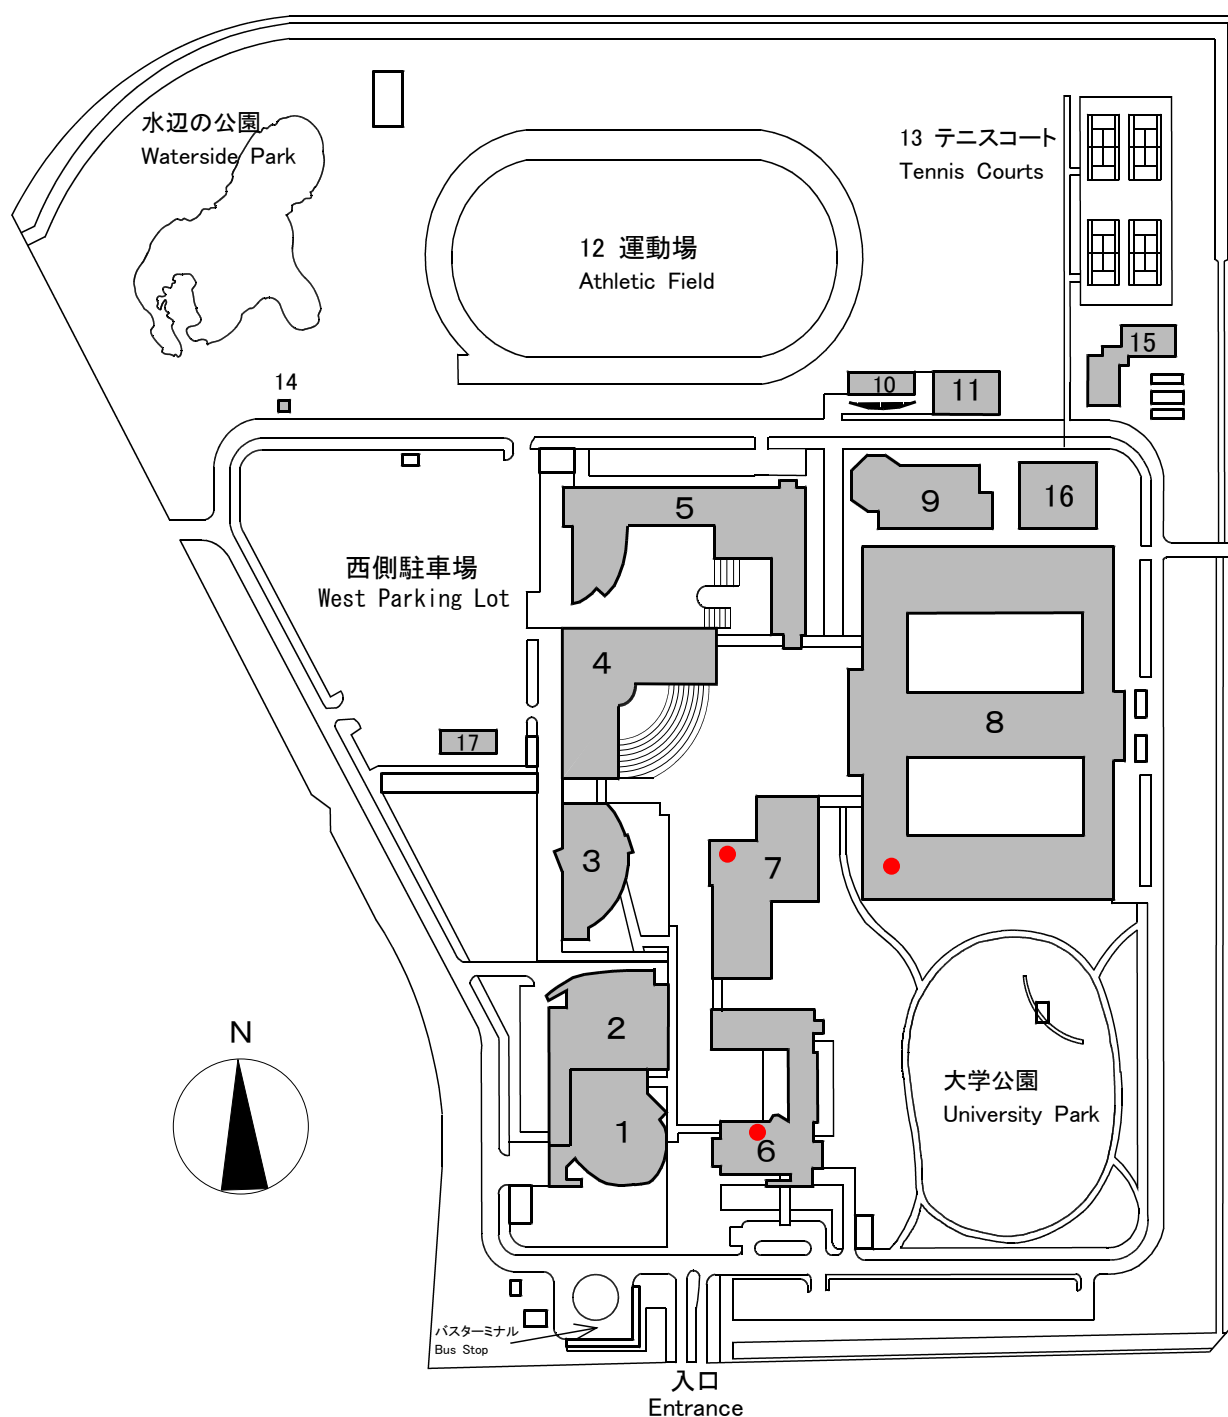 水辺の公園
Waterside Park
13 テニスコート
Tennis Courts
12 運動場
Athletic Field
15
14
10
11
5
9
16
西側駐車場
West Parking Lot
4
8
17
3
7
2
N
大学公園
University Park
1
6
バスターミナル
Bus Stop
入口
Entrance